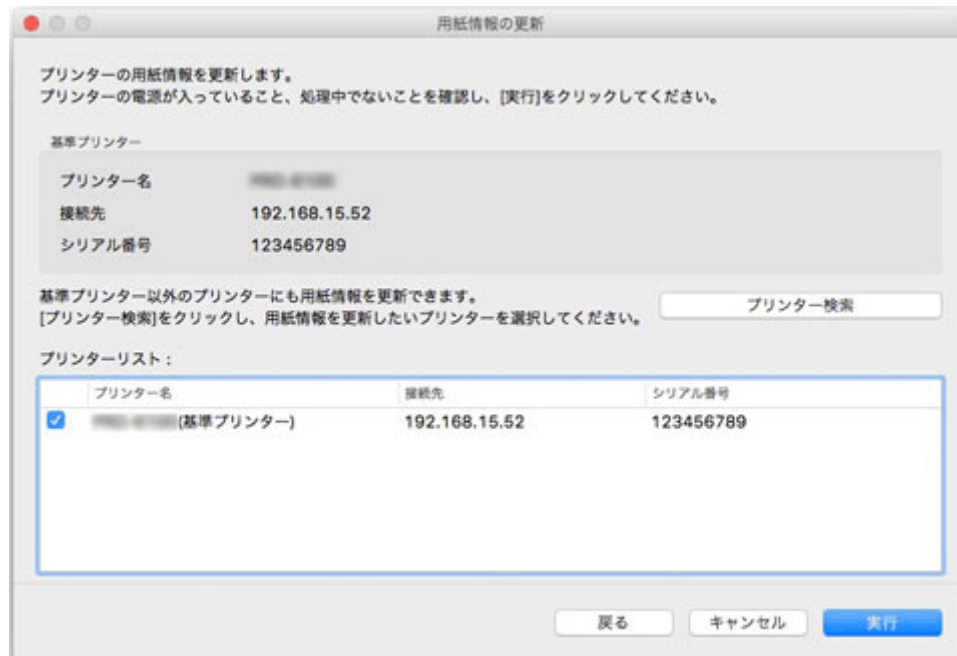 用紙情報の更新
プリンターの用紙情報を更新します。
プリンターの電源が入っていること、処理中でないことを確認し、[実行]をクリックしてください。
基準プリンター
プリンター名
接続先 192.168.15.52
シリアル番号 123456789
基準プリンター以外のプリンターにも用紙情報を更新できます。
[プリンター検索]をクリックし、用紙情報を更新したいプリンターを選択してください。
プリンター検索
プリンターリスト：
プリンター名 接続先 シリアル番号
(基準プリンター) 192.168.15.52 123456789
戻る キャンセル 実行